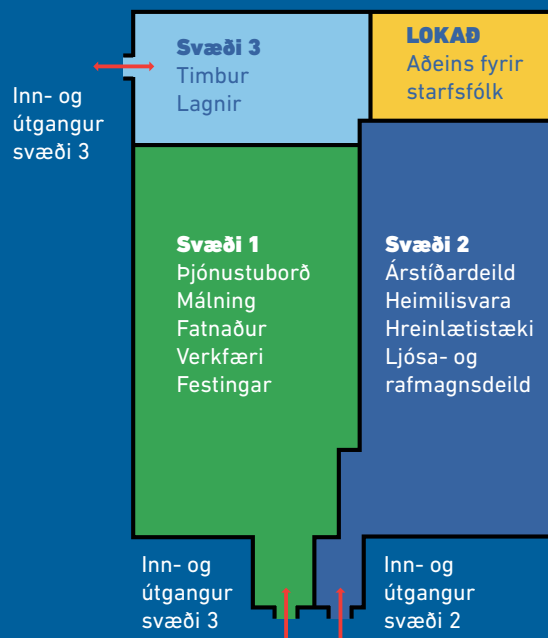 Svæði 3
Timbur
Lagnir
LOKAÐ
Aðeins fyrir
starfsfólk
Inn- og
útgangur
svæði 3
Svæði 1
Þjónustuborð
Málning
Fatnaður
Verkfæri
Festingar
Svæði 2
Árstíðardeild
Heimilisvara
Hreinlætistæki
Ljósa- og
rafmagnsdeild
Inn- og
útgangur
svæði 3
Inn- og
útgangur
svæði 2